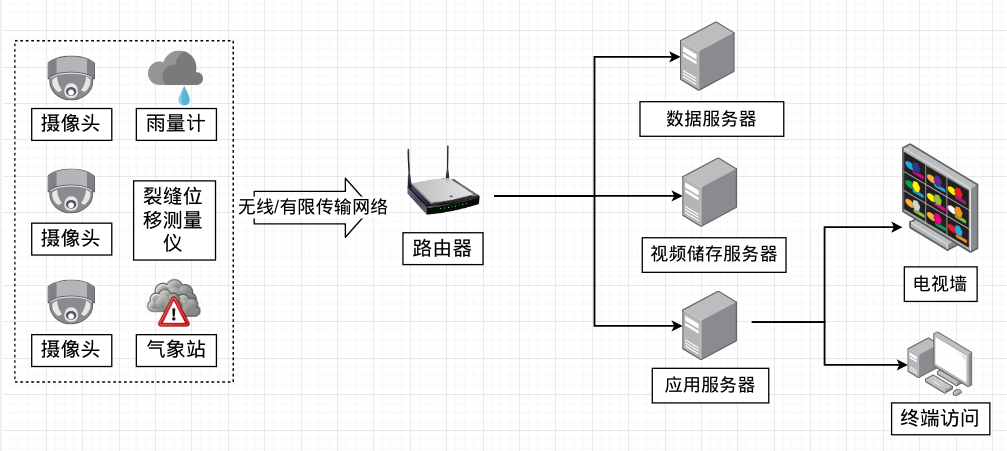 摄像头
雨量计
摄像头
裂缝位
移测量
仪
摄像头
气象站
无线/有限传输网络
路由器
数据服务器
视频储存服务器
应用服务器
电视墙
终端访问